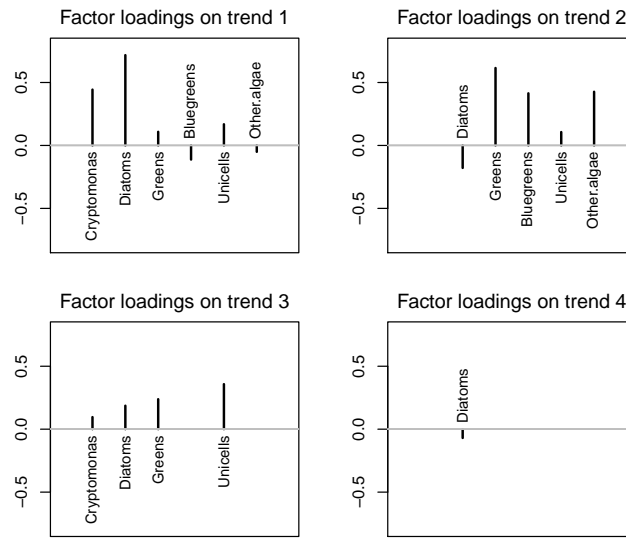 Factor loadings on trend 1
0.5
0.0
−0.5
Cryptomonas
Diatoms
Greens
Bluegreens
Unicells
Other.algae
Factor loadings on trend 2
0.5
0.0
−0.5
Diatoms
Greens
Bluegreens
Unicells
Other.algae
Factor loadings on trend 3
0.5
0.0
−0.5
Cryptomonas
Diatoms
Greens
Unicells
Factor loadings on trend 4
0.5
0.0
−0.5
Diatoms